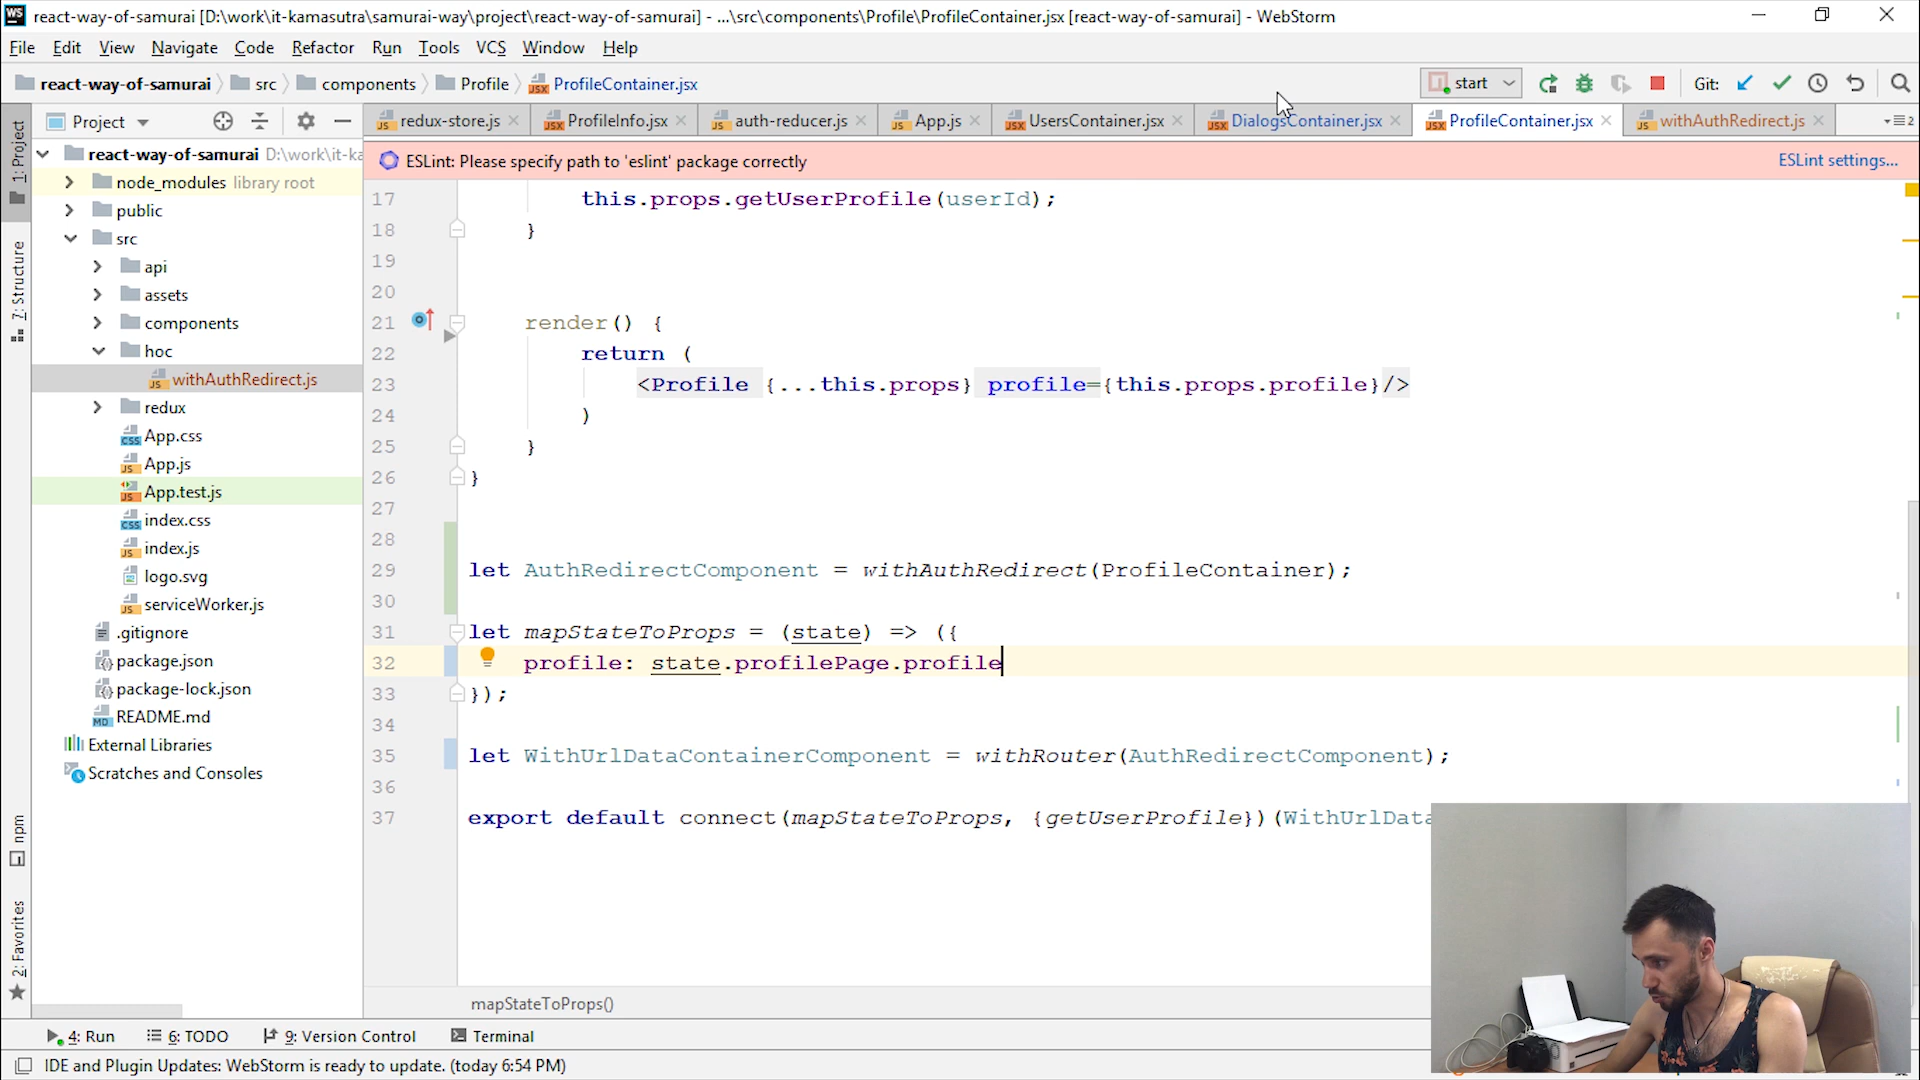 WS react-way-of-samurai [D:\work\it-kamasutra\samurai-way\project\react-way-of-samurai] - ...\src\components\Profile\ProfileContainer.jsx [react-way-of-samurai] - WebStorm
File Edit View Navigate Code Refactor Run Tools VCS Window Help
react-way-of-samurai src components Profile ProfileContainer.jsx start Git:
Project redux-store.js ProfileInfo.jsx auth-reducer.js App.js UsersContainer.jsx DialogsContainer.jsx ProfileContainer.jsx withAuthRedirect.js
ESLint: Please specify path to 'eslint' package correctly ESLint settings...
1: Project
7: Structure
npm
2: Favorites
react-way-of-samurai D:\work\it-ka
node_modules library root
public
src
api
assets
components
hoc
withAuthRedirect.js
redux
App.css
App.js
App.test.js
index.css
index.js
logo.svg
serviceWorker.js
.gitignore
package.json
package-lock.json
README.md
External Libraries
Scratches and Consoles
17 this.props.getUserProfile(userId);
18 }
19
20
21 render() {
22 return (
23 <Profile {...this.props} profile={this.props.profile}/>
24 )
25 }
26 }
27
28
29 let AuthRedirectComponent = withAuthRedirect(ProfileContainer);
30
31 let mapStateToProps = (state) => ({
32 profile: state.profilePage.profile
33 });
34
35 let WithUrlDataContainerComponent = withRouter(AuthRedirectComponent);
36
37 export default connect(mapStateToProps, {getUserProfile})(WithUrlData
mapStateToProps()
4: Run 6: TODO 9: Version Control Terminal
IDE and Plugin Updates: WebStorm is ready to update. (today 6:54 PM)